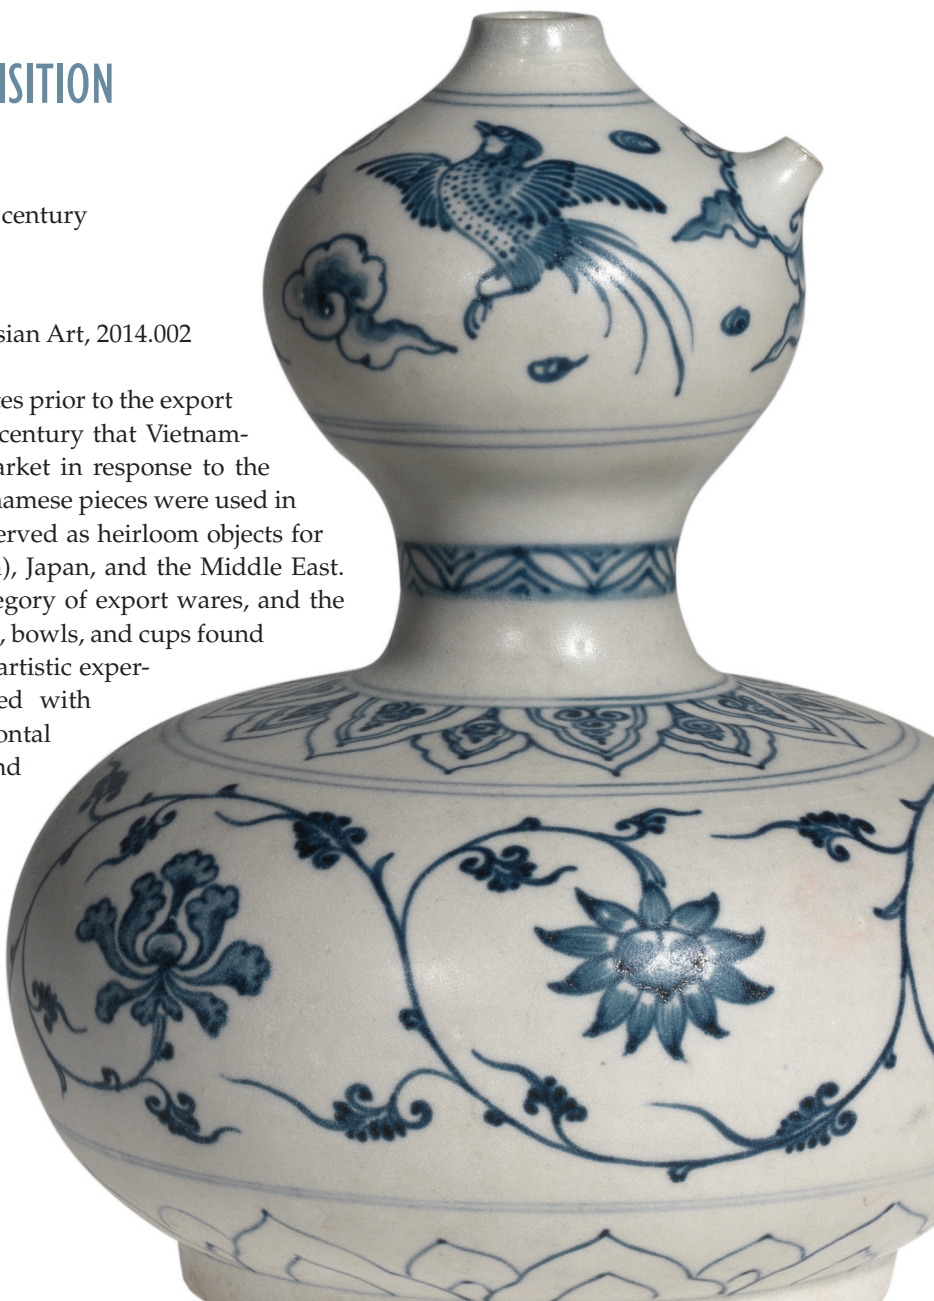 ISITION
century
sian Art, 2014.002
es prior to the export
century that Vietnam-
arket in response to the
namese pieces were used in
erved as heirloom objects for
), Japan, and the Middle East.
egory of export wares, and the
, bowls, and cups found
artistic exper-
ed with
ontal
nd